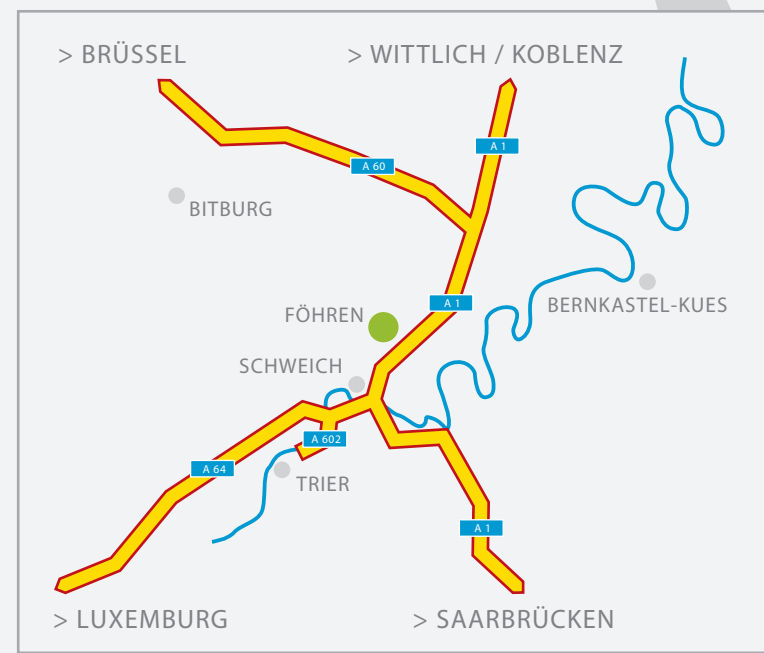 > BRÜSSEL
> WITTLICH / KOBLENZ
A 1
A 60
BITBURG
A 1
BERNKASTEL-KUES
FÖHREN
SCHWEICH
A 602
A 64
TRIER
A 1
> LUXEMBURG
> SAARBRÜCKEN